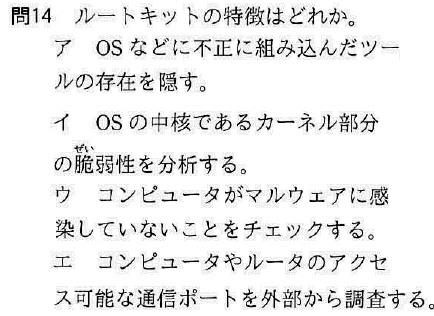 問14　ルートキットの特徴はどれか。
ア　OSなどに不正に組み込んだツー
ルの存在を隠す。
イ　OSの中核であるカーネル部分
の脆弱性を分析する。
ウ　コンピュータがマルウェアに感
染していないことをチェックする。
エ　コンピュータやルータのアクセ
ス可能な通信ポートを外部から調査する。